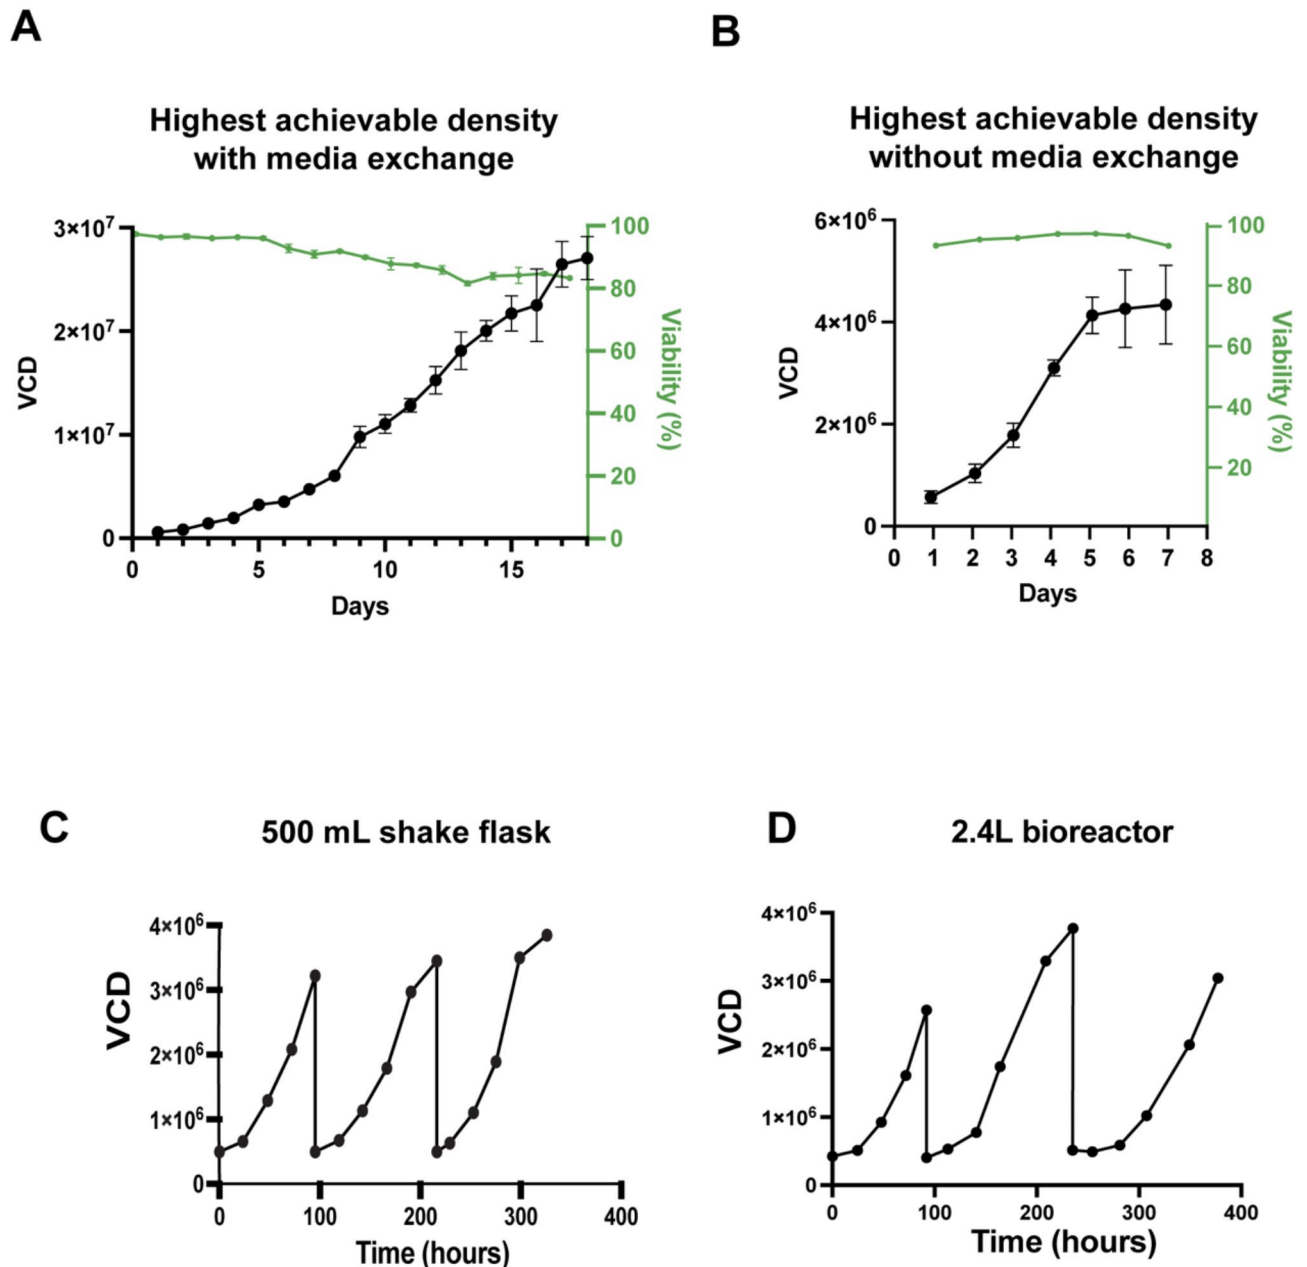 A
B
Highest achievable density
with media exchange
Highest achievable density
without media exchange
3×10⁷
2×10⁷
1×10⁷
0
VCD
100
80
60
40
20
0
Viability (%)
0 5 10 15
Days
6×10⁶
4×10⁶
2×10⁶
0
VCD
100
80
60
40
20
Viability (%)
0 1 2 3 4 5 6 7 8
Days
C
500 mL shake flask
D
2.4L bioreactor
4×10⁶
3×10⁶
2×10⁶
1×10⁶
0
VCD
0 100 200 300 400
Time (hours)
4×10⁶
3×10⁶
2×10⁶
1×10⁶
0
VCD
0 100 200 300 400
Time (hours)